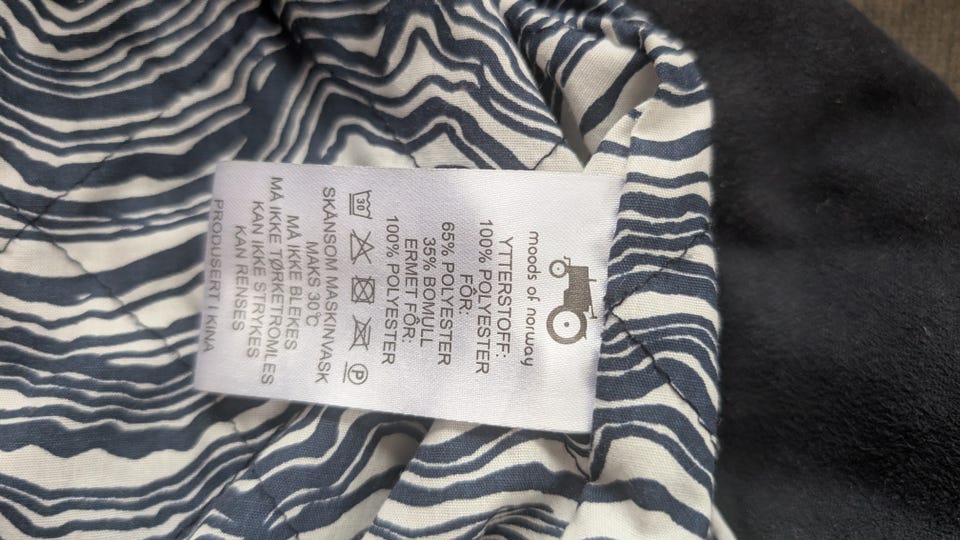 moods of norway
YTTERSTOFF:
100% POLYESTER
FÔR:
65% POLYESTER
35% BOMULL
ERMET FÔR:
100% POLYESTER
30
P
SKÅNSOM MASKINVASK
MAKS 30°C
MÅ IKKE BLEKES
MÅ IKKE TØRKETROMLES
KAN IKKE STRYKES
KAN RENSES
PRODUSERT I KINA